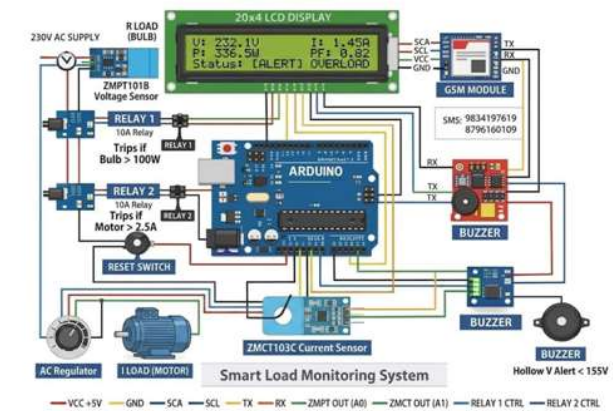 20x4 LCD DISPLAY
V: 232.1V I: 1.45A
P: 336.5W PF: 0.82
Status: [ALERT] OVERLOAD
230V AC SUPPLY
R LOAD
(BULB)
V
ZMPT101B
Voltage Sensor
SCA
SCL
VCC
GND
TX
RX
GND
GSM MODULE
SMS: 9834197619
8796160109
RELAY 1
10A Relay
RELAY 1
Trips if
Bulb > 100W
RELAY 2
10A Relay
RELAY 2
Trips if
Motor > 2.5A
RESET SWITCH
ARDUINO
RX
TX
TX
BUZZER
BUZZER
BUZZER
Hollow V Alert < 155V
AC Regulator
I LOAD (MOTOR)
ZMCT103C Current Sensor
Smart Load Monitoring System
VCC +5V GND SCA SCL TX RX ZMPT OUT (A0) ZMCT OUT (A1) RELAY 1 CTRL RELAY 2 CTRL